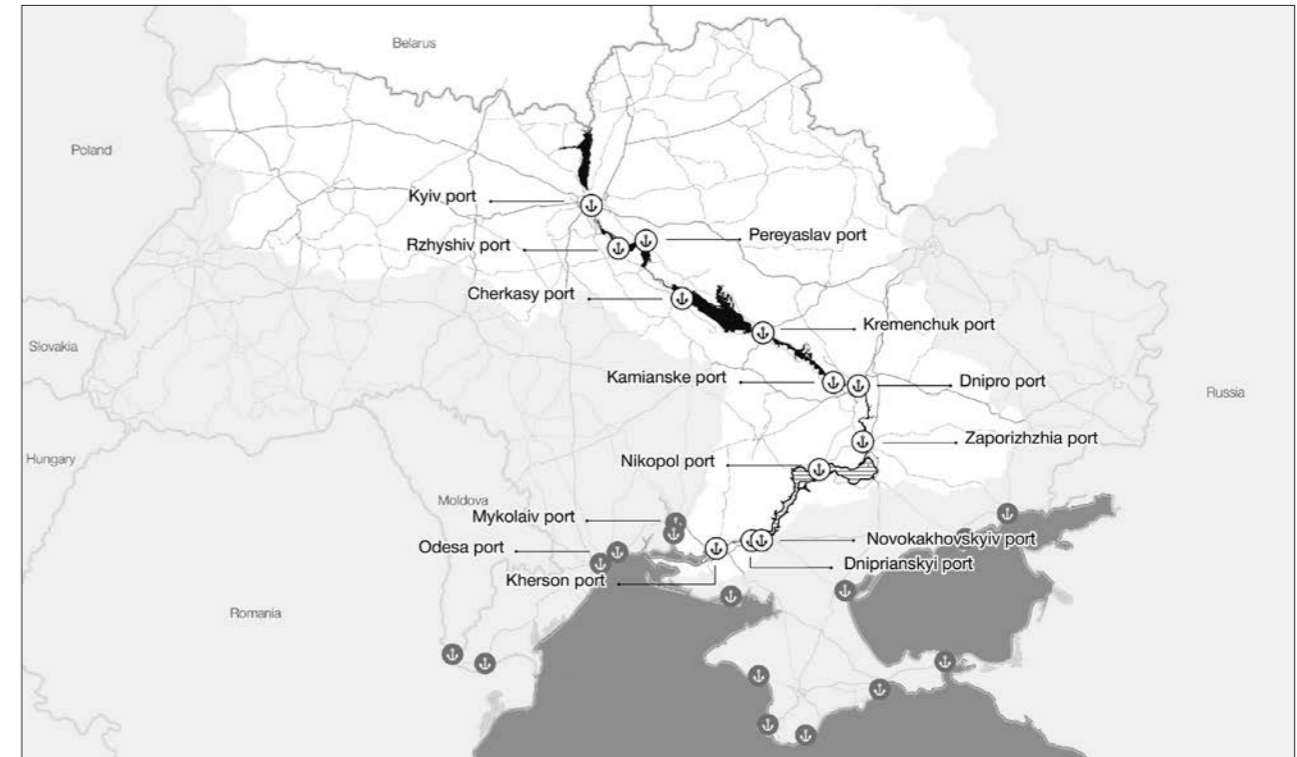 Belarus
Poland
Kyiv port
Pereyaslav port
Rzhyshiv port
Cherkasy port
Kremenchuk port
Slovakia
Kamianske port
Dnipro port
Russia
Zaporizhzhia port
Hungary
Nikopol port
Moldova
Mykolaiv port
Novokakhovskyiv port
Odesa port
Dniprianskyi port
Kherson port
Romania